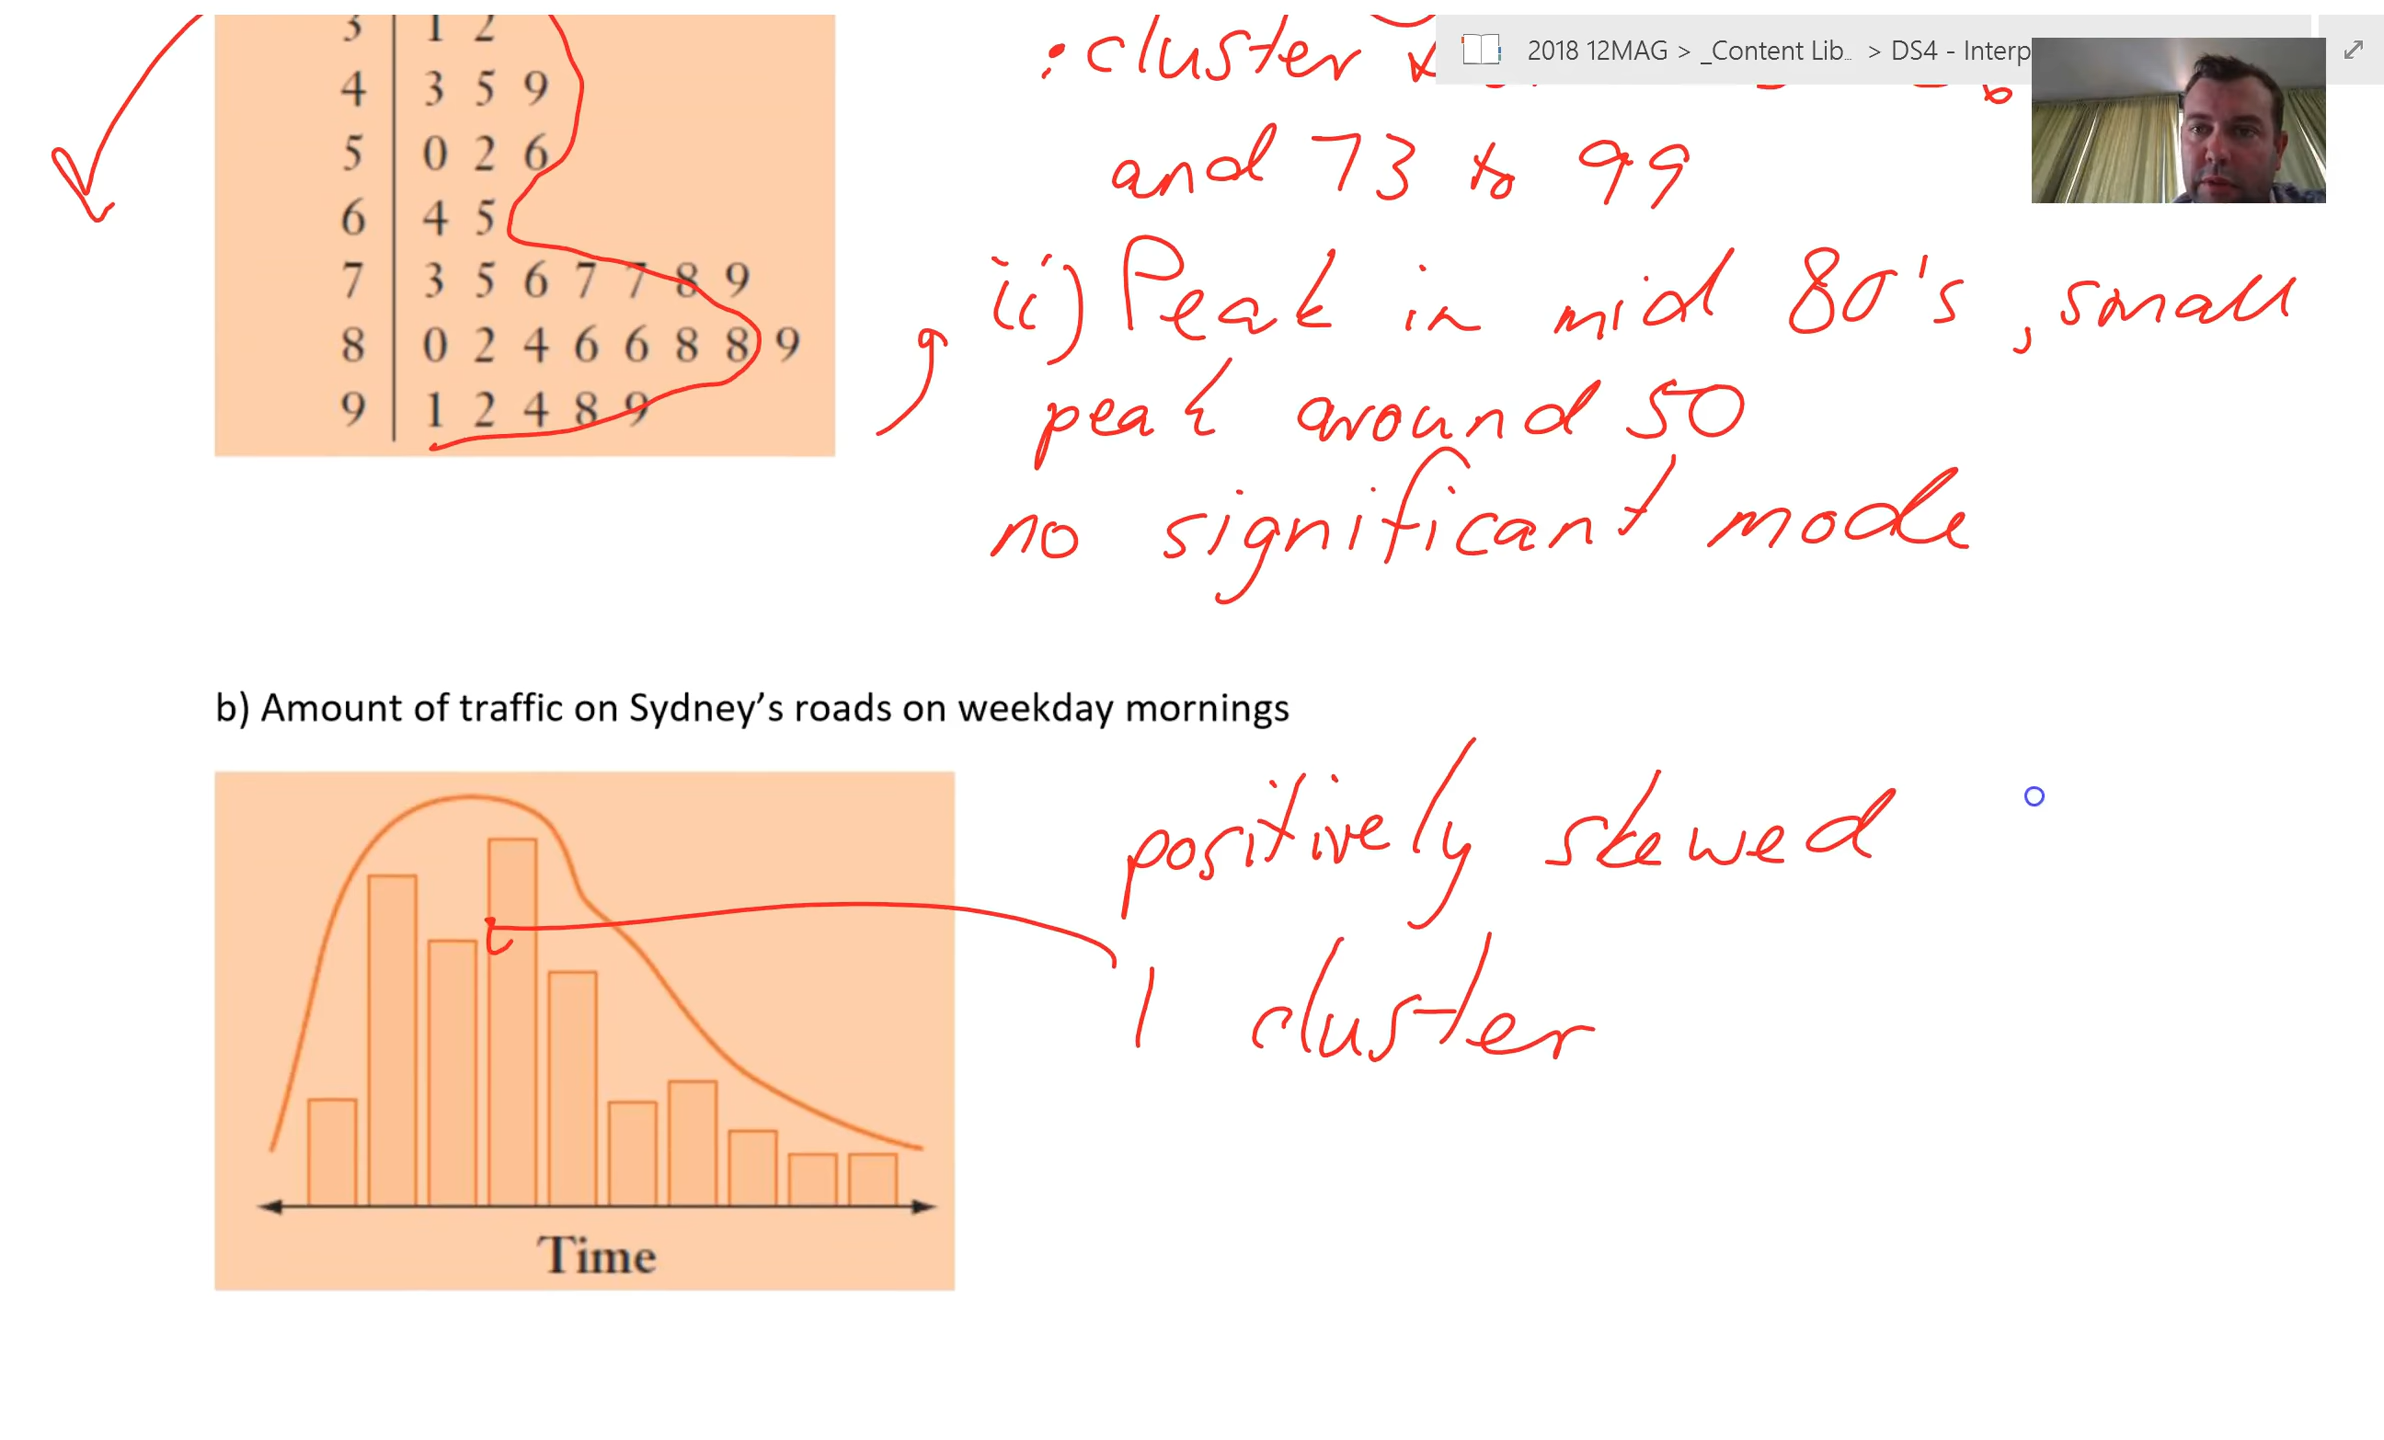 3 | 1 2
4 | 3 5 9
5 | 0 2 6
6 | 4 5
7 | 3 5 6 7 7 8 9
8 | 0 2 4 6 6 8 8 9
9 | 1 2 4 8 9
: cluster
2018 12MAG > _Content Lib... > DS4 - Interp
and 73 to 99
ii) Peak in mid 80's, small
peak around 50
no significant mode
b) Amount of traffic on Sydney's roads on weekday mornings
positively skewed
1 cluster
Time